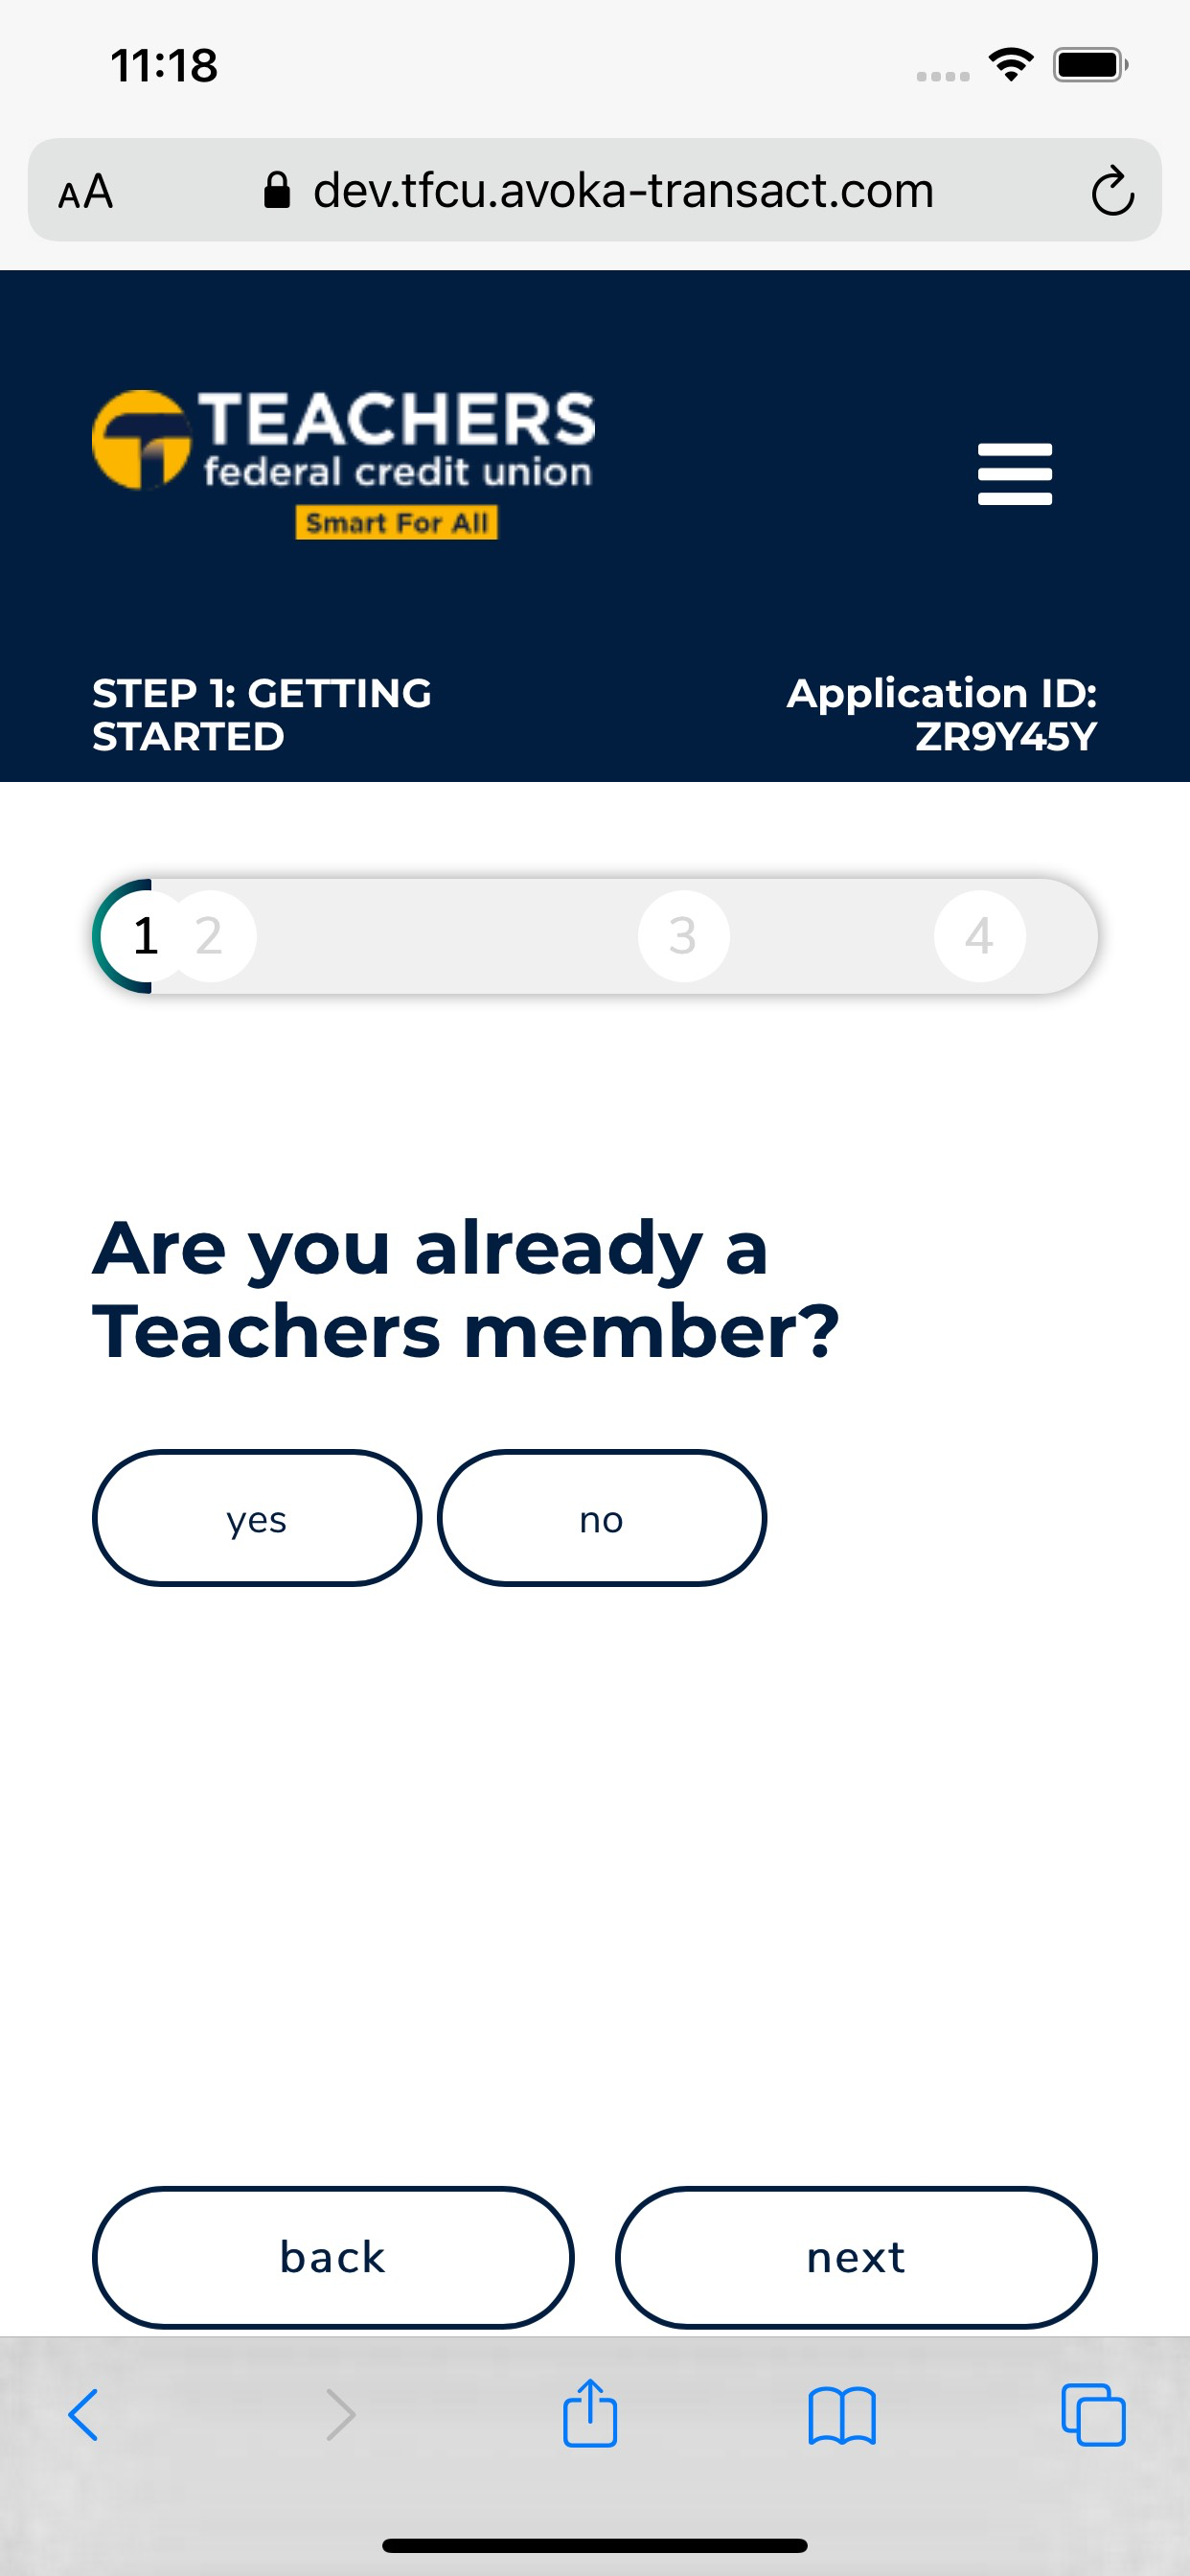 11:18
AA dev.tfcu.avoka-transact.com
TEACHERS
federal credit union
Smart For All
STEP 1: GETTING
STARTED
Application ID:
ZR9Y45Y
1 2 3 4
Are you already a
Teachers member?
yes no
back next